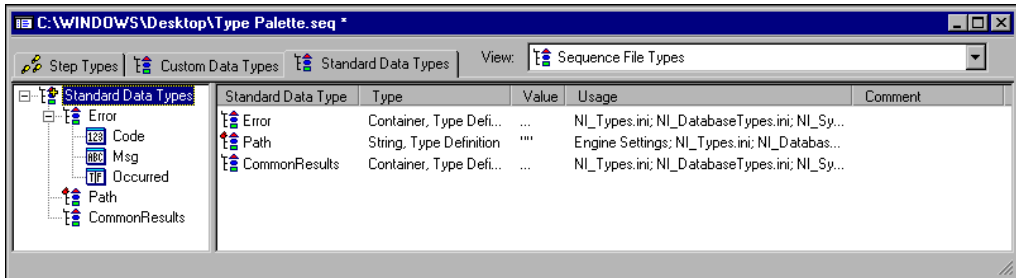 C:\WINDOWS\Desktop\Type Palette.seq *
Step Types Custom Data Types Standard Data Types View: Sequence File Types
Standard Data Types
Error
123 Code
ABC Msg
T|F Occurred
Path
CommonResults
Standard Data Type Type Value Usage Comment
Error Container, Type Defi... ... NI_Types.ini; NI_DatabaseTypes.ini; NI_Sy...
Path String, Type Definition "" Engine Settings; NI_Types.ini; NI_Databas...
CommonResults Container, Type Defi... ... NI_Types.ini; NI_DatabaseTypes.ini; NI_Sy...